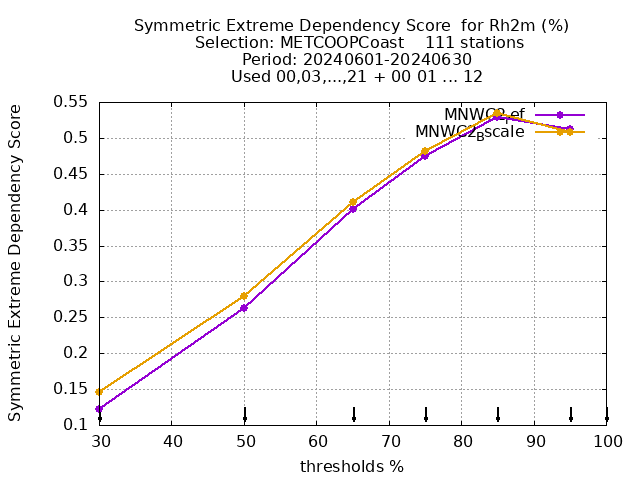 Symmetric Extreme Dependency Score for Rh2m (%)
Selection: METCOOPCoast 111 stations
Period: 20240601-20240630
Used 00,03,...,21 + 00 01 ... 12
Symmetric Extreme Dependency Score
0.55
0.5
0.45
0.4
0.35
0.3
0.25
0.2
0.15
0.1
30 40 50 60 70 80 90 100
thresholds %